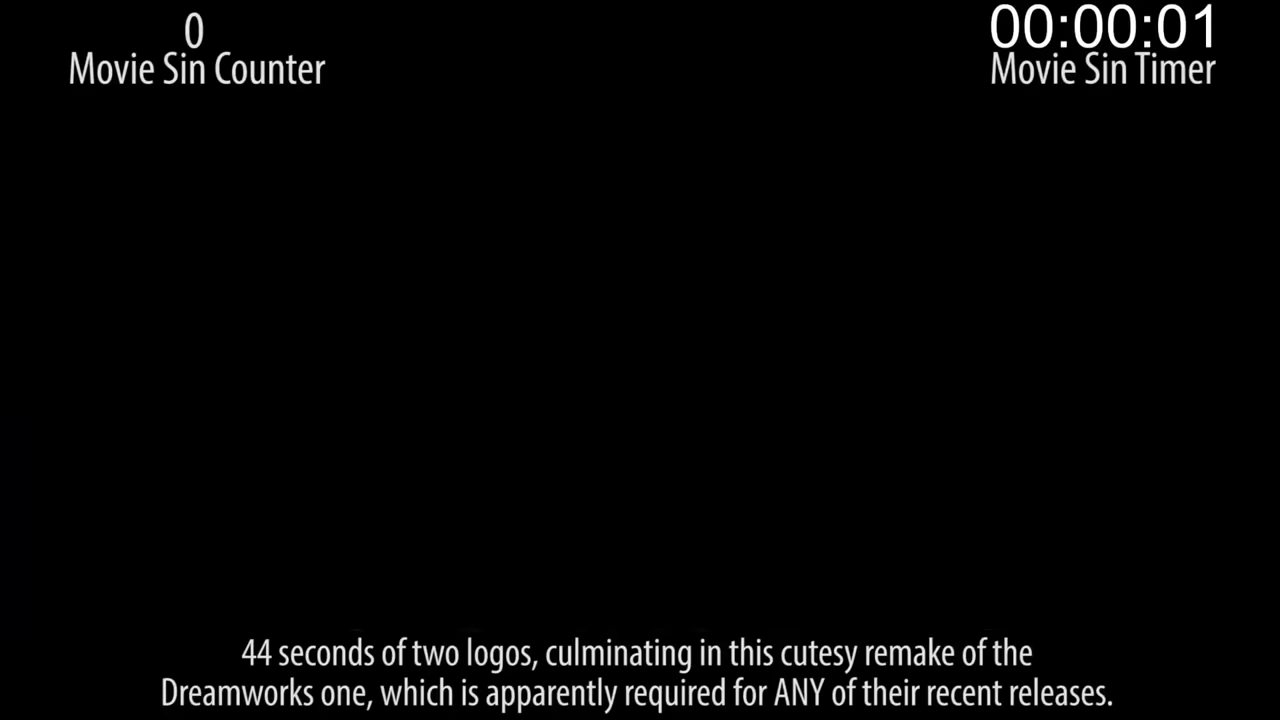 0
Movie Sin Counter
00:00:01
Movie Sin Timer
44 seconds of two logos, culminating in this cutesy remake of the
Dreamworks one, which is apparently required for ANY of their recent releases.